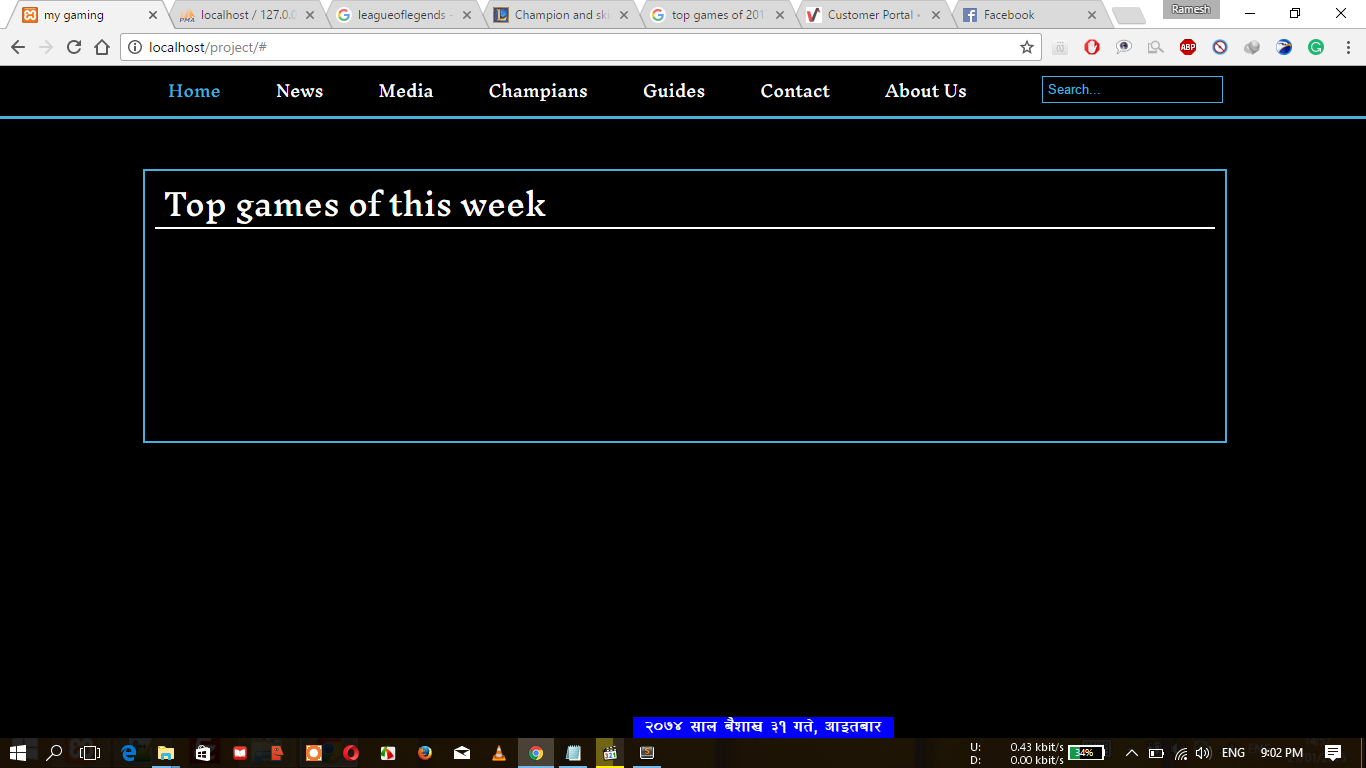 my gaming
localhost / 127.0.0
leagueoflegends -
Champion and ski
top games of 201
Customer Portal -
Facebook
Ramesh
localhost/project/#
ABP
Home News Media Champians Guides Contact About Us Search...
Top games of this week
२०७४ साल बैशाख ३१ गते, आइतबार
U: 0.43 kbit/s
D: 0.00 kbit/s
34%
ENG
9:02 PM